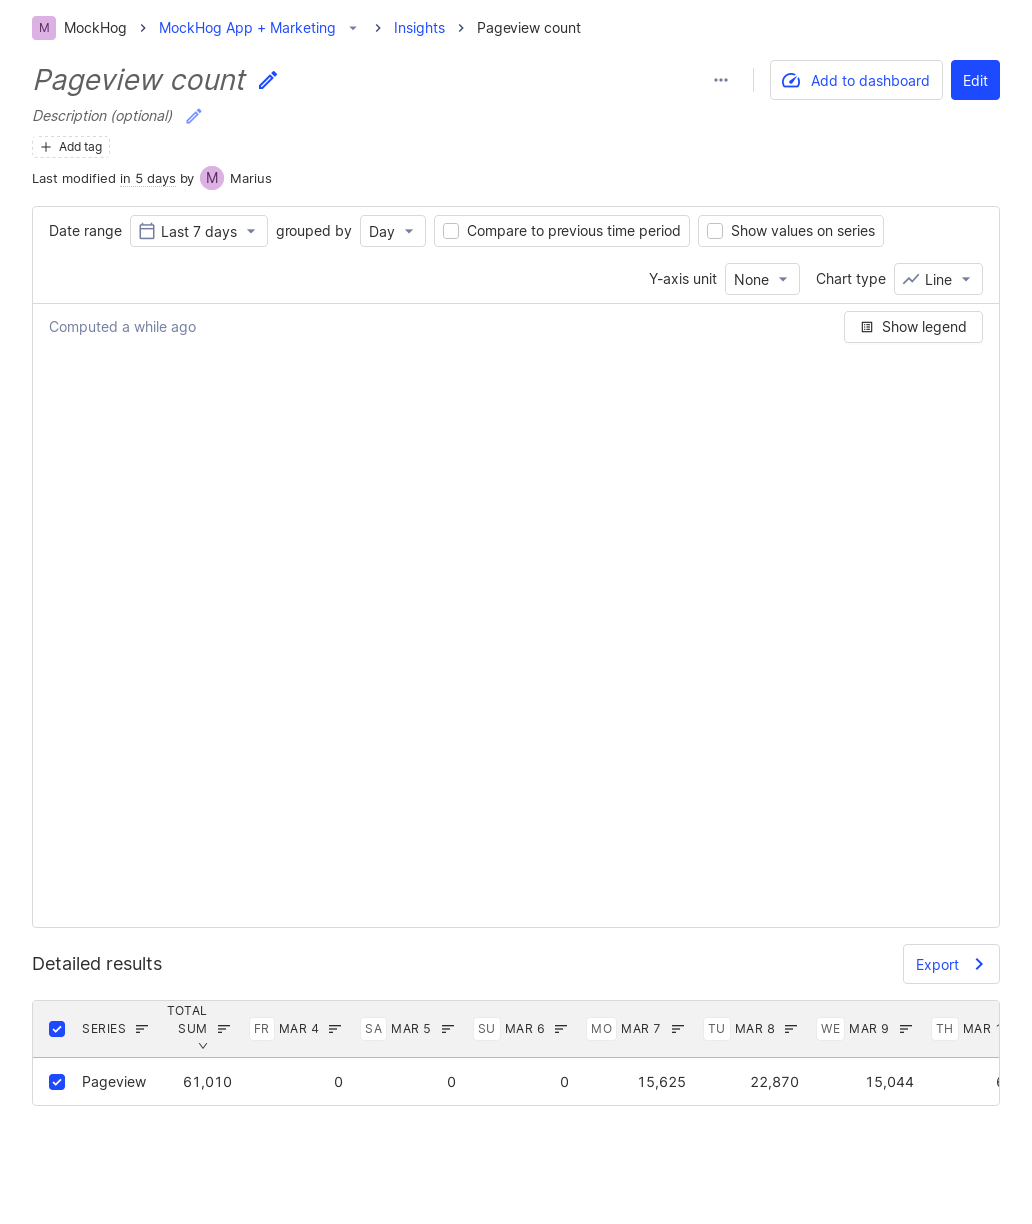 M MockHog MockHog App + Marketing Insights Pageview count
Pageview count
Add to dashboard Edit
Description (optional)
Add tag
Last modified in 5 days by M Marius
Date range Last 7 days grouped by Day Compare to previous time period Show values on series
Y-axis unit None Chart type Line
Computed a while ago Show legend
Detailed results Export
SERIES TOTAL SUM FR MAR 4 SA MAR 5 SU MAR 6 MO MAR 7 TU MAR 8 WE MAR 9 TH MAR
Pageview 61,010 0 0 0 15,625 22,870 15,044